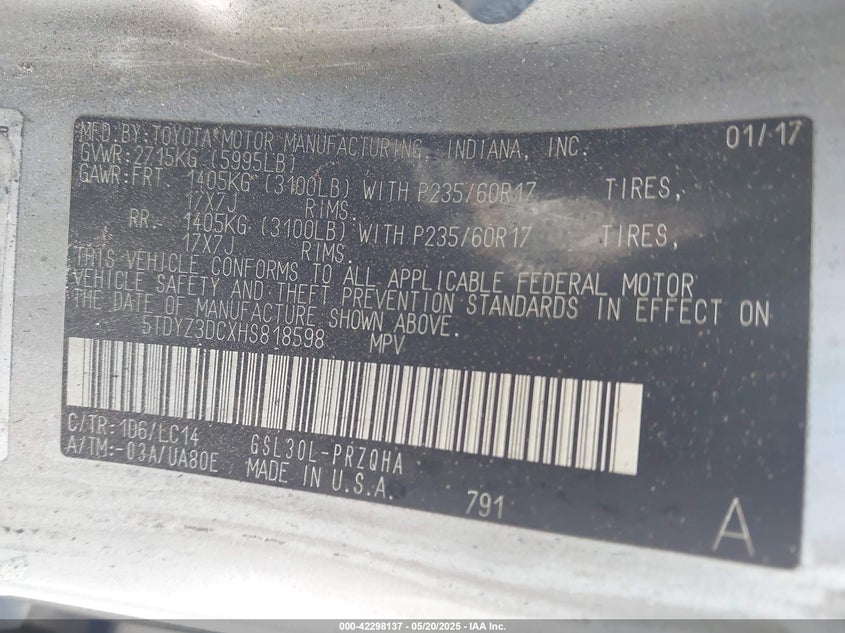 MFD.BY:TOYOTA MOTOR MANUFACTURING, INDIANA, INC. 01/17
GVWR:2715KG (5995LB)
GAWR:FRT. 1405KG (3100LB) WITH P235/60R17 TIRES,
17X7J RIMS.
RR. 1405KG (3100LB) WITH P235/60R17 TIRES,
17X7J RIMS.
THIS VEHICLE CONFORMS TO ALL APPLICABLE FEDERAL MOTOR
VEHICLE SAFETY AND THEFT PREVENTION STANDARDS IN EFFECT ON
THE DATE OF MANUFACTURE SHOWN ABOVE.
5TDYZ3DCXHS818598 MPV
C/TR:1D6/LC14 GSL30L-PRZQHA
A/TM:-03A/UA80E MADE IN U.S.A. 791 A
000-42298137 - 05/20/2025 - IAA Inc.